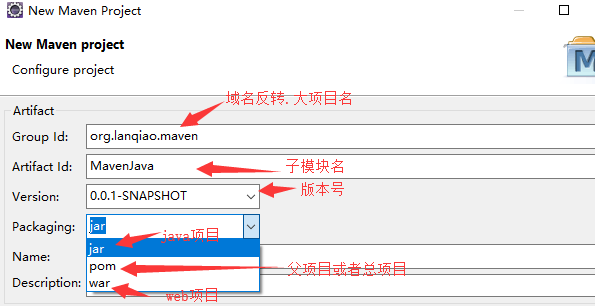 New Maven Project
New Maven project
Configure project
Artifact
域名反转.大项目名
Group Id: org.lanqiao.maven
Artifact Id: MavenJava 子模块名
Version: 0.0.1-SNAPSHOT 版本号
Packaging: jar java项目
jar
Name: pom 父项目或者总项目
Description: war web项目